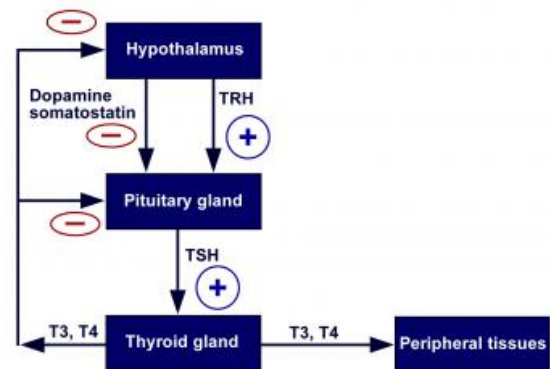 Hypothalamus
Dopamine
somatostatin
TRH
Pituitary gland
TSH
T3, T4
Thyroid gland
T3, T4
Peripheral tissues